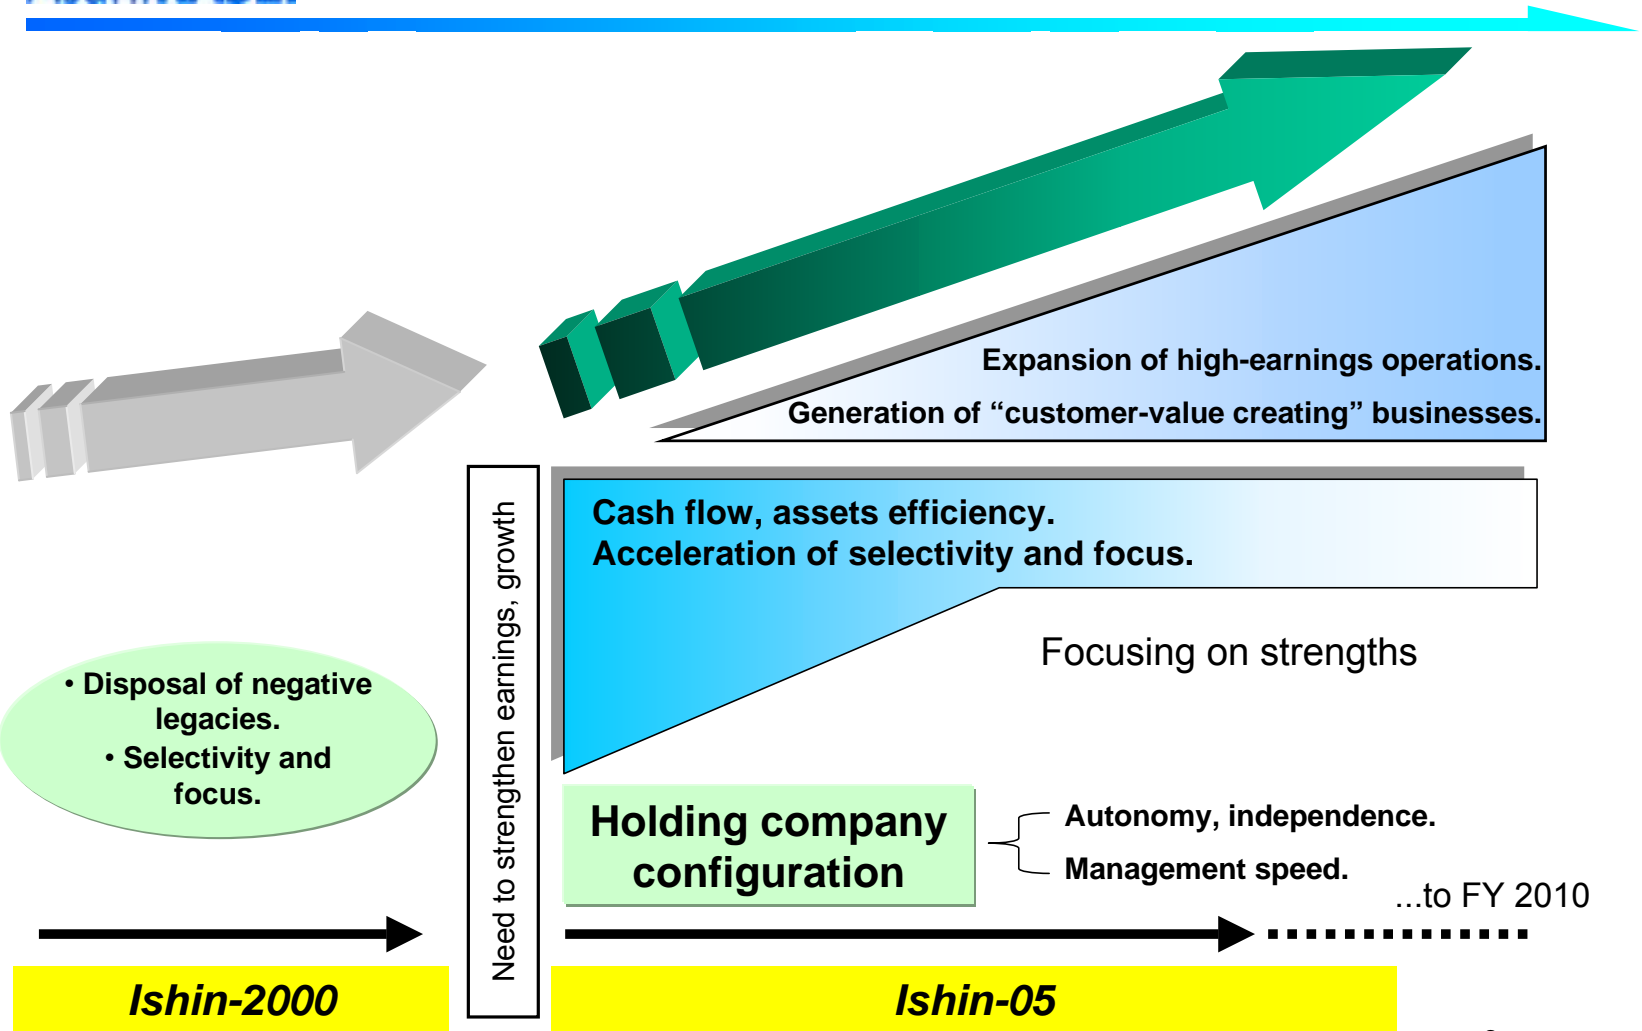 Expansion of high-earnings operations.
Generation of “customer-value creating” businesses.
Cash flow, assets efficiency.
Acceleration of selectivity and focus.
Need to strengthen earnings, growth
Focusing on strengths
• Disposal of negative
legacies.
• Selectivity and
focus.
Holding company
configuration
Autonomy, independence.
Management speed.
...to FY 2010
Ishin-2000
Ishin-05